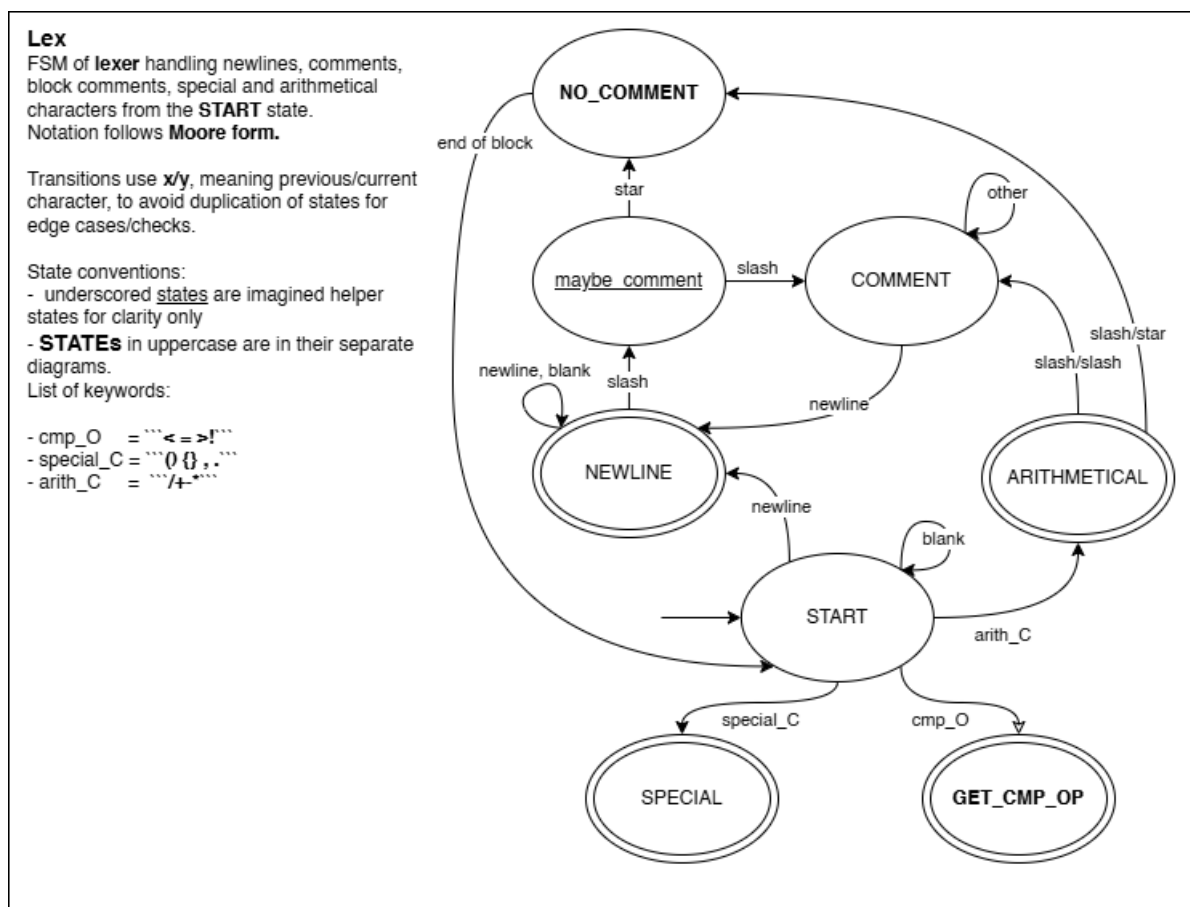 Lex
FSM of lexer handling newlines, comments,
block comments, special and arithmetical
characters from the START state.
Notation follows Moore form.
Transitions use x/y, meaning previous/current
character, to avoid duplication of states for
edge cases/checks.
State conventions:
-  underscored states are imagined helper
states for clarity only
- STATEs in uppercase are in their separate
diagrams.
List of keywords:
- cmp_O = ```< = >!```
- special_C = ```() {} , .```
- arith_C = ```/+-*```
NO_COMMENT
end of block
star
other
maybe_comment
slash
COMMENT
slash/star
slash/slash
newline, blank
slash
newline
NEWLINE
ARITHMETICAL
newline
blank
START
arith_C
special_C
cmp_O
SPECIAL
GET_CMP_OP